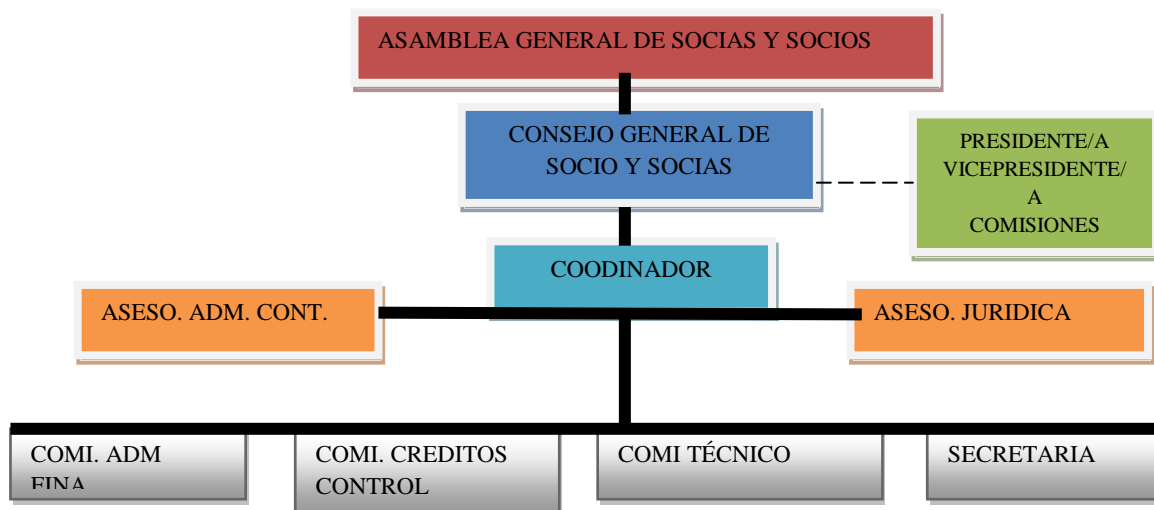 ASAMBLEA GENERAL DE SOCIAS Y SOCIOS
CONSEJO GENERAL DE
SOCIO Y SOCIAS
PRESIDENTE/A
VICEPRESIDENTE/
A
COMISIONES
COODINADOR
ASESO. ADM. CONT.
ASESO. JURIDICA
COMI. ADM
FINA
COMI. CREDITOS
CONTROL
COMI TÉCNICO
SECRETARIA